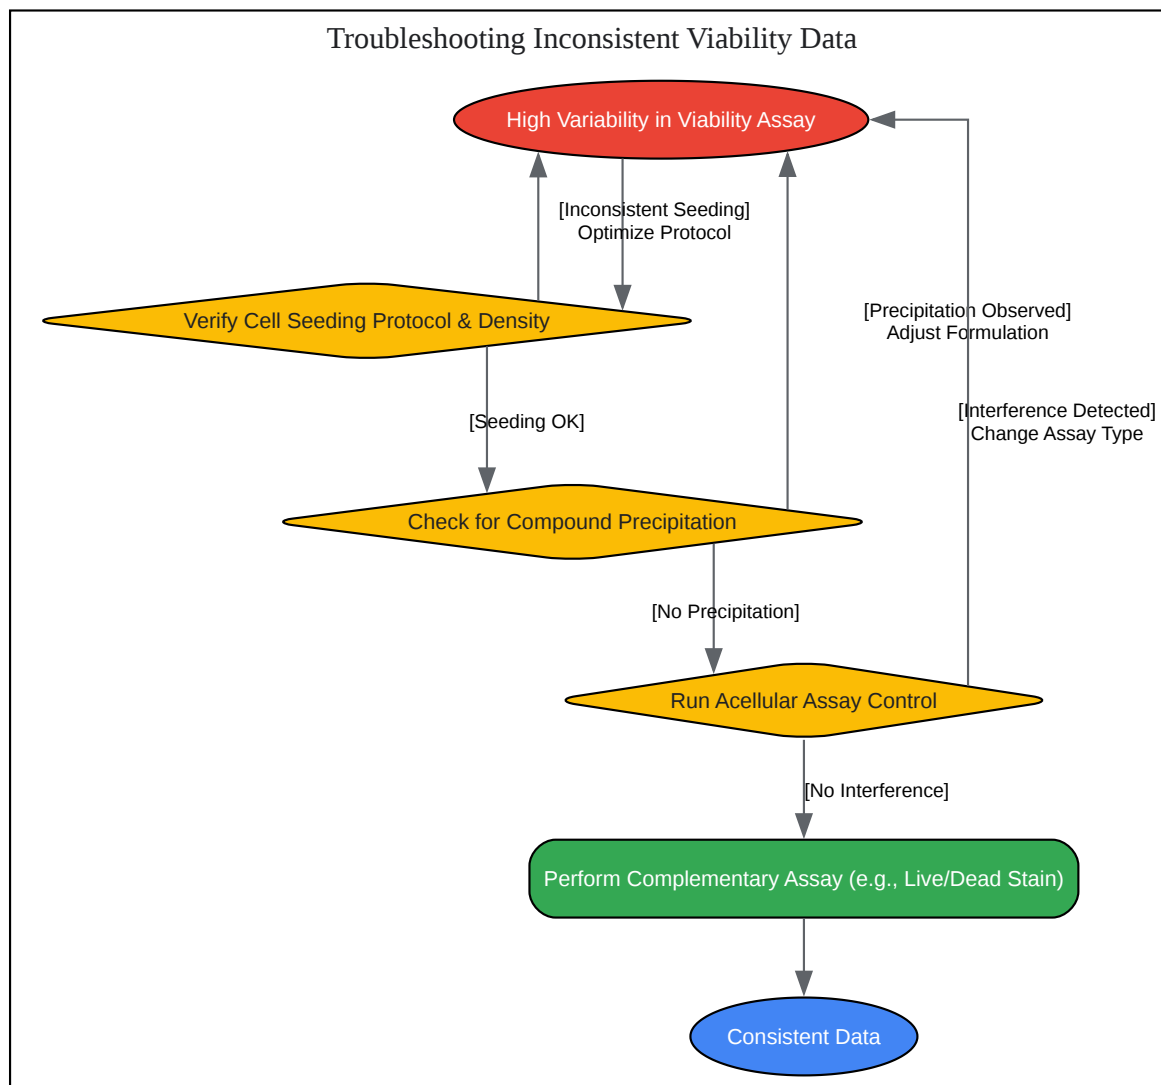 Troubleshooting Inconsistent Viability Data
High Variability in Viability Assay
[Inconsistent Seeding]
Optimize Protocol
Verify Cell Seeding Protocol & Density
[Precipitation Observed]
Adjust Formulation
[Seeding OK]
[Interference Detected]
Change Assay Type
Check for Compound Precipitation
[No Precipitation]
Run Acellular Assay Control
[No Interference]
Perform Complementary Assay (e.g., Live/Dead Stain)
Consistent Data